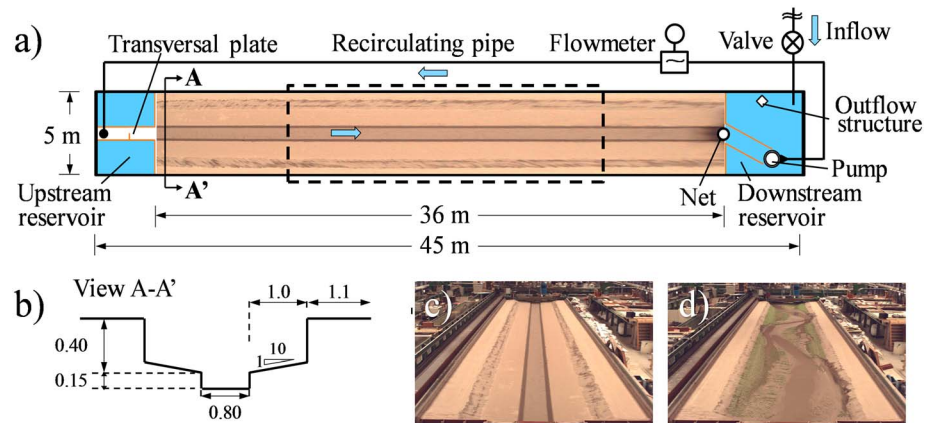 a)
Transversal plate
Recirculating pipe
Flowmeter
Valve
Inflow
A
5 m
A’
Upstream
reservoir
Outflow
structure
Pump
Net
Downstream
reservoir
36 m
45 m
b)
View A-A’
1.0
1.1
0.40
10
1
0.15
0.80
c)
d)